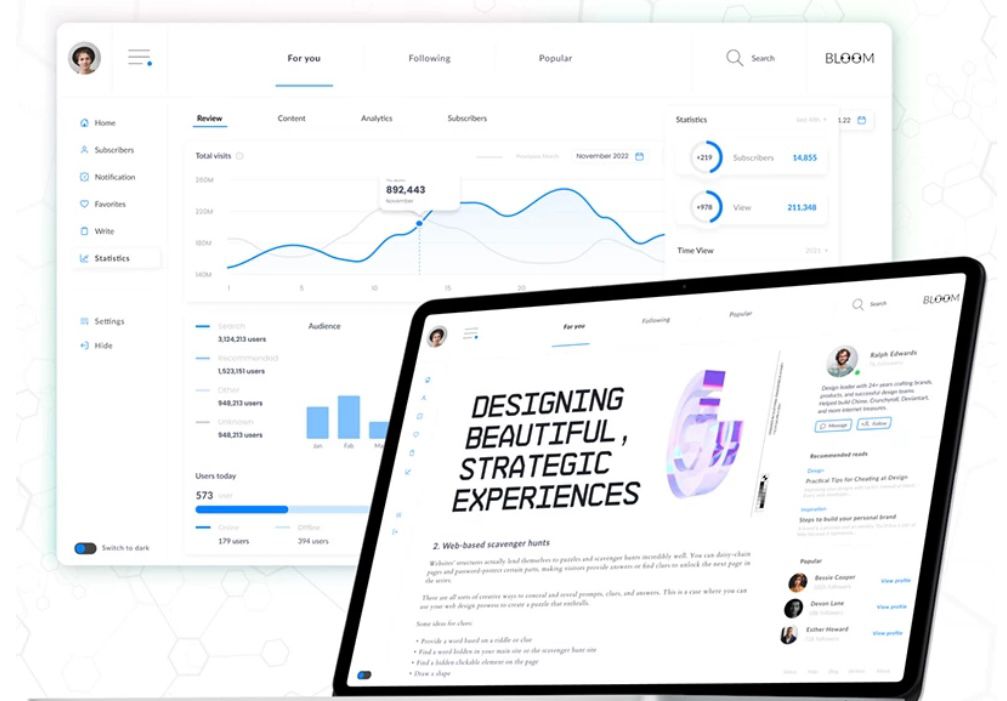 For you
Following
Popular
Search
BLOOM
Home
Subscribers
Notification
Favorites
Write
Statistics
Settings
Hide
Switch to dark
Review
Content
Analytics
Subscribers
Total visits
November 2022
260M
220M
180M
140M
892,443
November
1
5
10
15
20
Statistics
+219
Subscribers
14,855
+978
View
211,348
Time View
2021
Search
3,124,213 users
Recommended
1,523,151 users
Other
948,213 users
Unknown
948,213 users
Audience
Jan
Feb
Users today
573 user
Online
179 users
Offline
394 users
For you
Following
Popular
Search
BLOOM
DESIGNING
BEAUTIFUL,
STRATEGIC
EXPERIENCES
2. Web-based scavenger hunts
Websites' structures actually lend themselves to puzzles and scavenger hunts incredibly well. You can daisy-chain
pages and password-protect certain parts, making visitors provide answers or find clues to unlock the next page in
the series.
There are all sorts of creative ways to conceal and reveal prompts, clues, and answers. This is a case where you can
use your web design prowess to create a puzzle that enthralls.
Some ideas for clues:
• Provide a word based on a riddle or clue
• Find a word hidden in your main site or the scavenger hunt site
• Find a hidden clickable element on the page
• Draw a shape
Ralph Edwards
Design leader with 24+ years crafting brands,
products, and successful design teams.
Helped build Chime, Crunchyroll, Deviantart,
and more internet treasures.
Message
Follow
Recommended reads
Design
Practical Tips for Cheating at Design
Inspiration
Steps to build your personal brand
Popular
Bessie Cooper
View profile
Devon Lane
View profile
Esther Howard
View profile